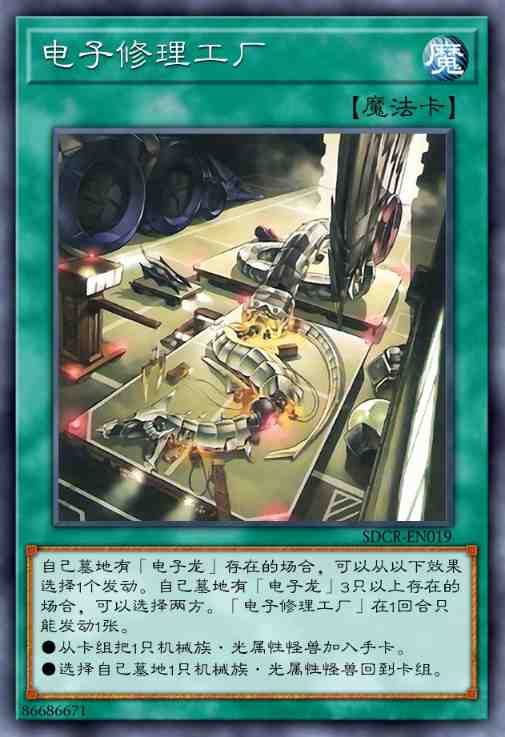 电子修理工厂
魔
【魔法卡】
SDCR-EN019
自己墓地有「电子龙」存在的场合，可以从以下效果
选择1个发动。自己墓地有「电子龙」3只以上存在的
场合，可以选择两方。「电子修理工厂」在1回合只
能发动1张。
●从卡组把1只机械族·光属性怪兽加入手卡。
●选择自己墓地1只机械族·光属性怪兽回到卡组。
86686671